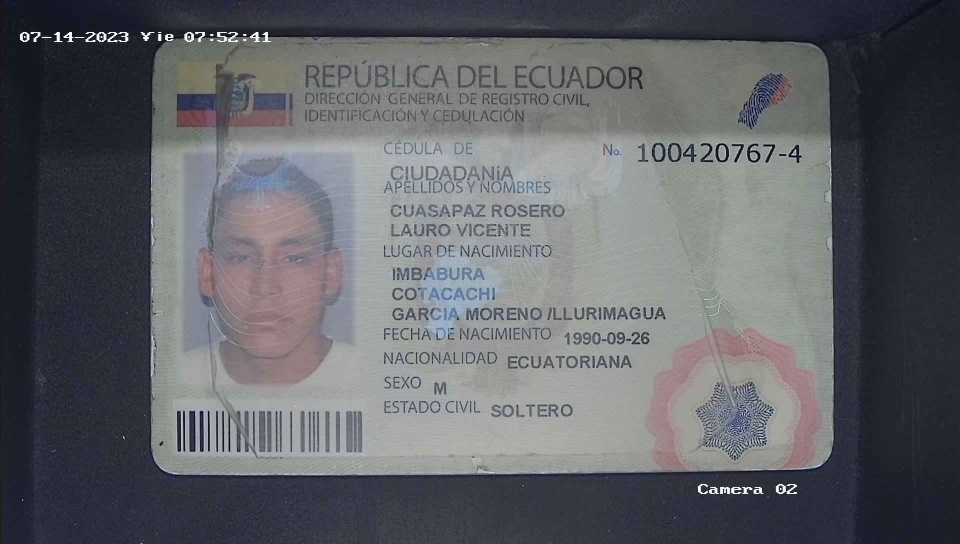 07-14-2023 Vie 07:52:41
REPÚBLICA DEL ECUADOR
DIRECCIÓN GENERAL DE REGISTRO CIVIL,
IDENTIFICACIÓN Y CEDULACIÓN
CÉDULA DE No. 100420767-4
CIUDADANíA
APELLIDOS Y NOMBRES
CUASAPAZ ROSERO
LAURO VICENTE
LUGAR DE NACIMIENTO
IMBABURA
COTACACHI
GARCIA MORENO /LLURIMAGUA
FECHA DE NACIMIENTO 1990-09-26
NACIONALIDAD ECUATORIANA
SEXO M
ESTADO CIVIL SOLTERO
Camera 02